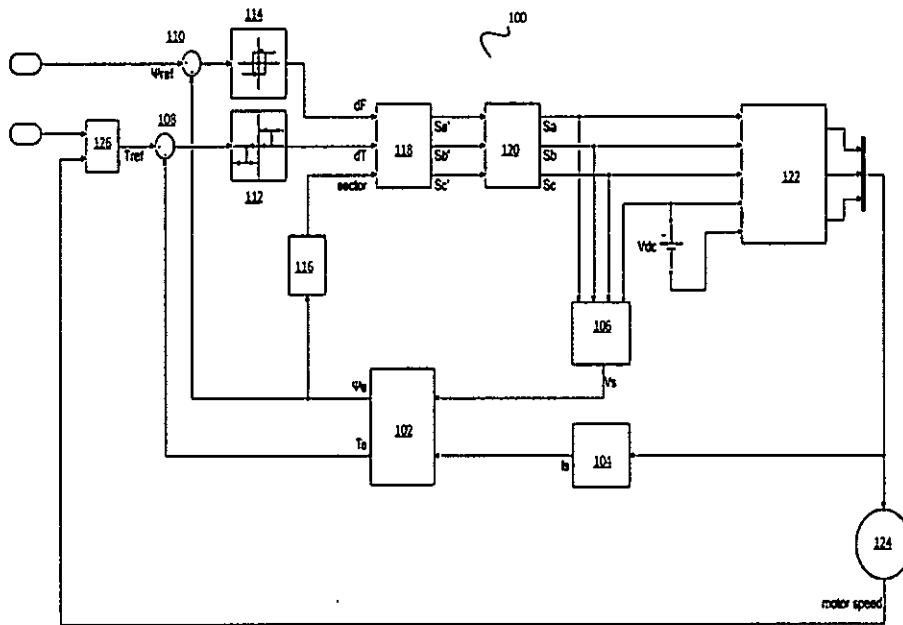 114
100
110
Ψref
dF
108
126
Tref
dT
112
sector
118
Sa'
Sb'
Sc'
120
Sa
Sb
Sc
122
Vdc
116
106
Vs
Ψs
102
Te
Is
104
124
motor speed